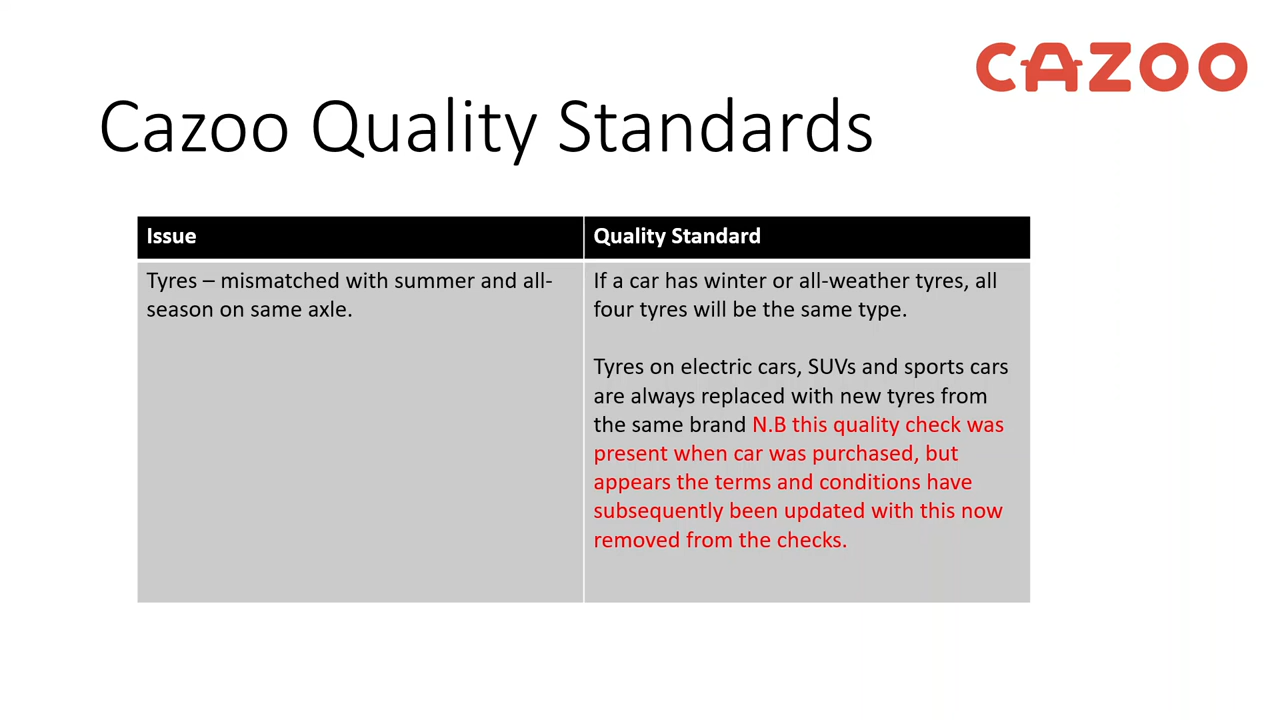 CAZOO
Cazoo Quality Standards
Issue
Quality Standard
Tyres – mismatched with summer and all-
season on same axle.
If a car has winter or all-weather tyres, all
four tyres will be the same type.
Tyres on electric cars, SUVs and sports cars
are always replaced with new tyres from
the same brand N.B this quality check was
present when car was purchased, but
appears the terms and conditions have
subsequently been updated with this now
removed from the checks.